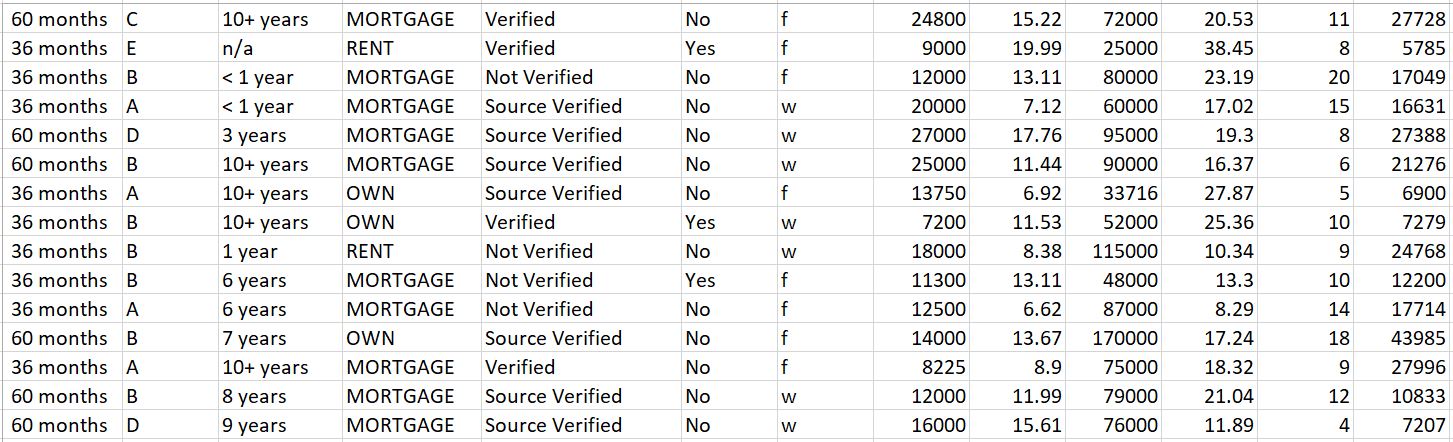 60 months C 10+ years MORTGAGE Verified No f 24800 15.22 72000 20.53 11 27728
36 months E n/a RENT Verified Yes f 9000 19.99 25000 38.45 8 5785
36 months B < 1 year MORTGAGE Not Verified No f 12000 13.11 80000 23.19 20 17049
36 months A < 1 year MORTGAGE Source Verified No w 20000 7.12 60000 17.02 15 16631
60 months D 3 years MORTGAGE Source Verified No w 27000 17.76 95000 19.3 8 27388
60 months B 10+ years MORTGAGE Source Verified No w 25000 11.44 90000 16.37 6 21276
36 months A 10+ years OWN Source Verified No f 13750 6.92 33716 27.87 5 6900
36 months B 10+ years OWN Verified Yes w 7200 11.53 52000 25.36 10 7279
36 months B 1 year RENT Not Verified No w 18000 8.38 115000 10.34 9 24768
36 months B 6 years MORTGAGE Not Verified Yes f 11300 13.11 48000 13.3 10 12200
36 months A 6 years MORTGAGE Not Verified No f 12500 6.62 87000 8.29 14 17714
60 months B 7 years OWN Source Verified No f 14000 13.67 170000 17.24 18 43985
36 months A 10+ years MORTGAGE Verified No f 8225 8.9 75000 18.32 9 27996
60 months B 8 years MORTGAGE Source Verified No w 12000 11.99 79000 21.04 12 10833
60 months D 9 years MORTGAGE Source Verified No w 16000 15.61 76000 11.89 4 7207